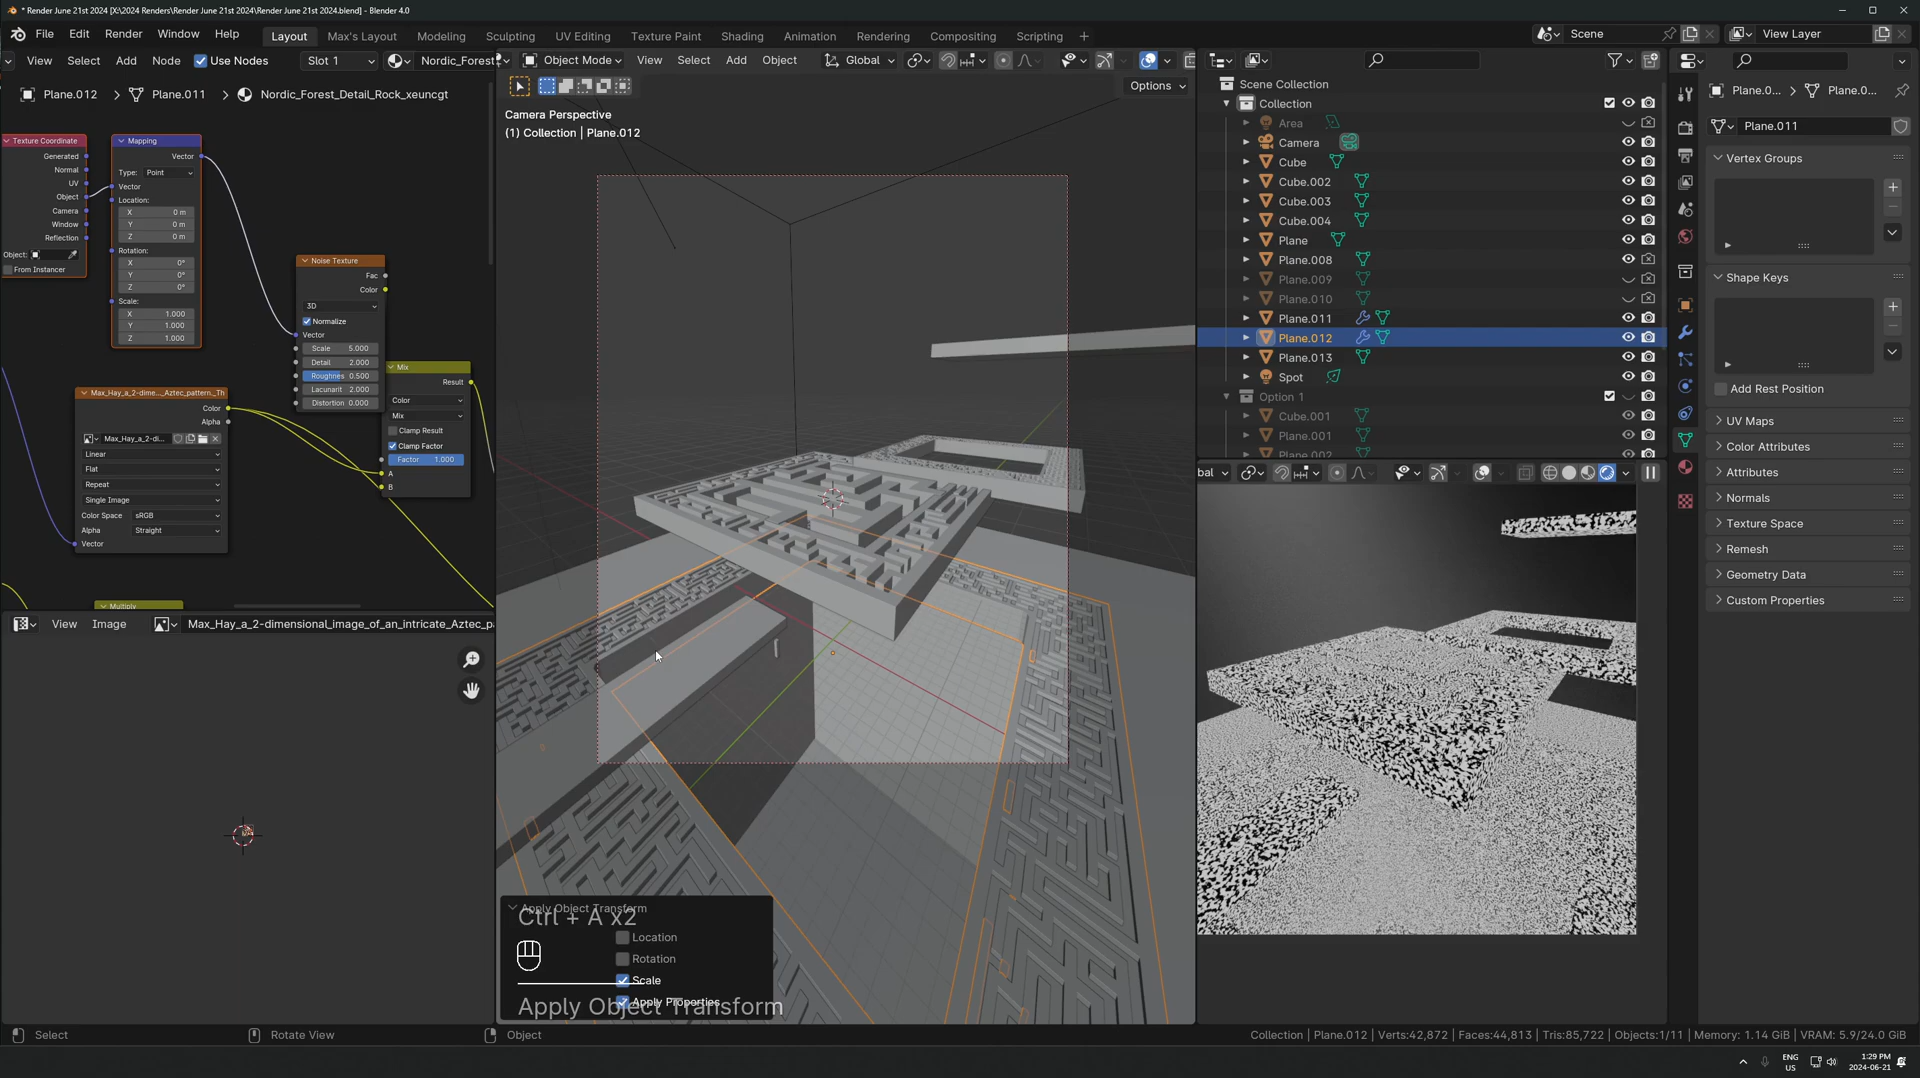 * Render June 21st 2024 [X:\2024 Renders\Render June 21st 2024\Render June 21st 2024.blend] - Blender 4.0
File Edit Render Window Help
Layout Max's Layout Modeling Sculpting UV Editing Texture Paint Shading Animation Rendering Compositing Scripting
Scene
View Layer
View Select Add Node Use Nodes Slot 1 Nordic_Forest
Object Mode View Select Add Object Global
Options
Plane.012 Plane.011 Nordic_Forest_Detail_Rock_xeuncgt
Texture Coordinate
Generated
Normal
UV
Object
Camera
Window
Reflection
Object:
From Instancer
Mapping
Vector
Type: Point
Vector
Location:
X 0 m
Y 0 m
Z 0 m
Rotation:
X 0°
Y 0°
Z 0°
Scale:
X 1.000
Y 1.000
Z 1.000
Noise Texture
Fac
Color
3D
Normalize
Vector
Scale 5.000
Detail 2.000
Roughnes 0.500
Lacunarit 2.000
Distortion 0.000
Mix
Result
Color
Mix
Clamp Result
Clamp Factor
Factor 1.000
A
B
Max_Hay_a_2-dime..._Aztec_pattern._Th
Color
Alpha
Max_Hay_a_2-di...
Linear
Flat
Repeat
Single Image
Color Space sRGB
Alpha Straight
Vector
Multiply
View Image Max_Hay_a_2-dimensional_image_of_an_intricate_Aztec_pa
Camera Perspective
(1) Collection | Plane.012
Apply Object Transform
Ctrl + A x2
Location
Rotation
Scale
Apply Properties
Apply Object Transform
Scene Collection
Collection
Area
Camera
Cube
Cube.002
Cube.003
Cube.004
Plane
Plane.008
Plane.009
Plane.010
Plane.011
Plane.012
Plane.013
Spot
Option 1
Cube.001
Plane.001
Plane.002
bal
Plane.0... Plane.0...
Plane.011
Vertex Groups
Shape Keys
Add Rest Position
UV Maps
Color Attributes
Attributes
Normals
Texture Space
Remesh
Geometry Data
Custom Properties
Select Rotate View Object
Collection | Plane.012 | Verts:42,872 | Faces:44,813 | Tris:85,722 | Objects:1/11 | Memory: 1.14 GiB | VRAM: 5.9/24.0 GiB
ENG
US
1:29 PM
2024-06-21